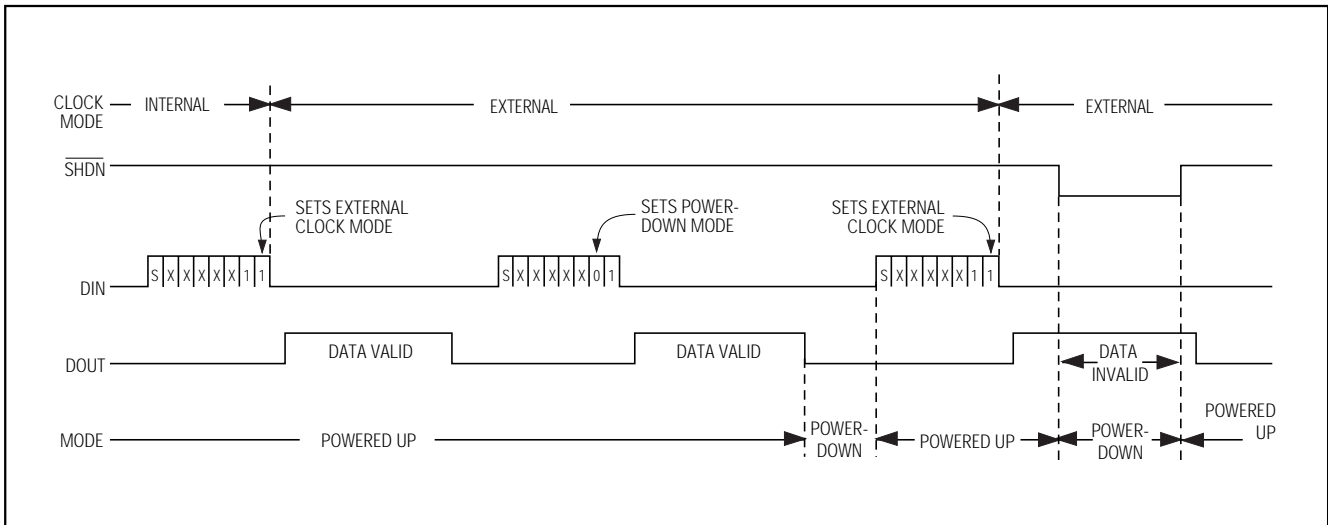 CLOCK MODE
INTERNAL
EXTERNAL
EXTERNAL
SHDN
SETS EXTERNAL
CLOCK MODE
SETS POWER-
DOWN MODE
SETS EXTERNAL
CLOCK MODE
DIN
S X X X X X 1 1
S X X X X X 0 1
S X X X X X 1 1
DOUT
DATA VALID
DATA VALID
DATA
INVALID
MODE
POWERED UP
POWER-
DOWN
POWERED UP
POWER-
DOWN
POWERED
UP